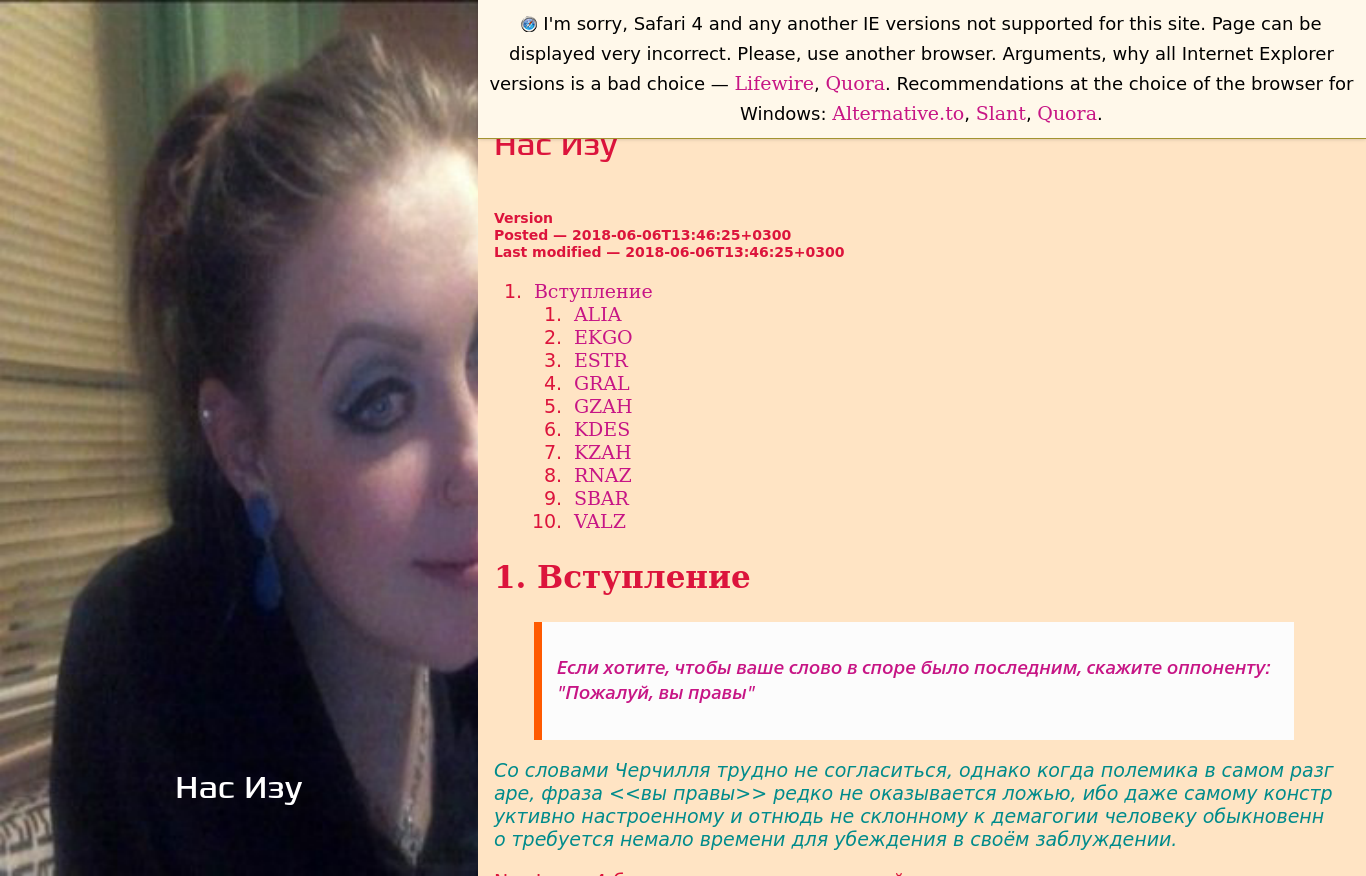 I'm sorry, Safari 4 and any another IE versions not supported for this site. Page can be
displayed very incorrect. Please, use another browser. Arguments, why all Internet Explorer
versions is a bad choice — Lifewire, Quora. Recommendations at the choice of the browser for
Windows: Alternative.to, Slant, Quora.
Нас Изу
Version
Posted — 2018-06-06T13:46:25+0300
Last modified — 2018-06-06T13:46:25+0300
1. Вступление
1. ALIA
2. EKGO
3. ESTR
4. GRAL
5. GZAH
6. KDES
7. KZAH
8. RNAZ
9. SBAR
10. VALZ
1. Вступление
Если хотите, чтобы ваше слово в споре было последним, скажите оппоненту:
"Пожалуй, вы правы"
Со словами Черчилля трудно не согласиться, однако когда полемика в самом разг
аре, фраза <<вы правы>> редко не оказывается ложью, ибо даже самому констр
уктивно настроенному и отнюдь не склонному к демагогии человеку обыкновенн
о требуется немало времени для убеждения в своём заблуждении.
Нас Изу